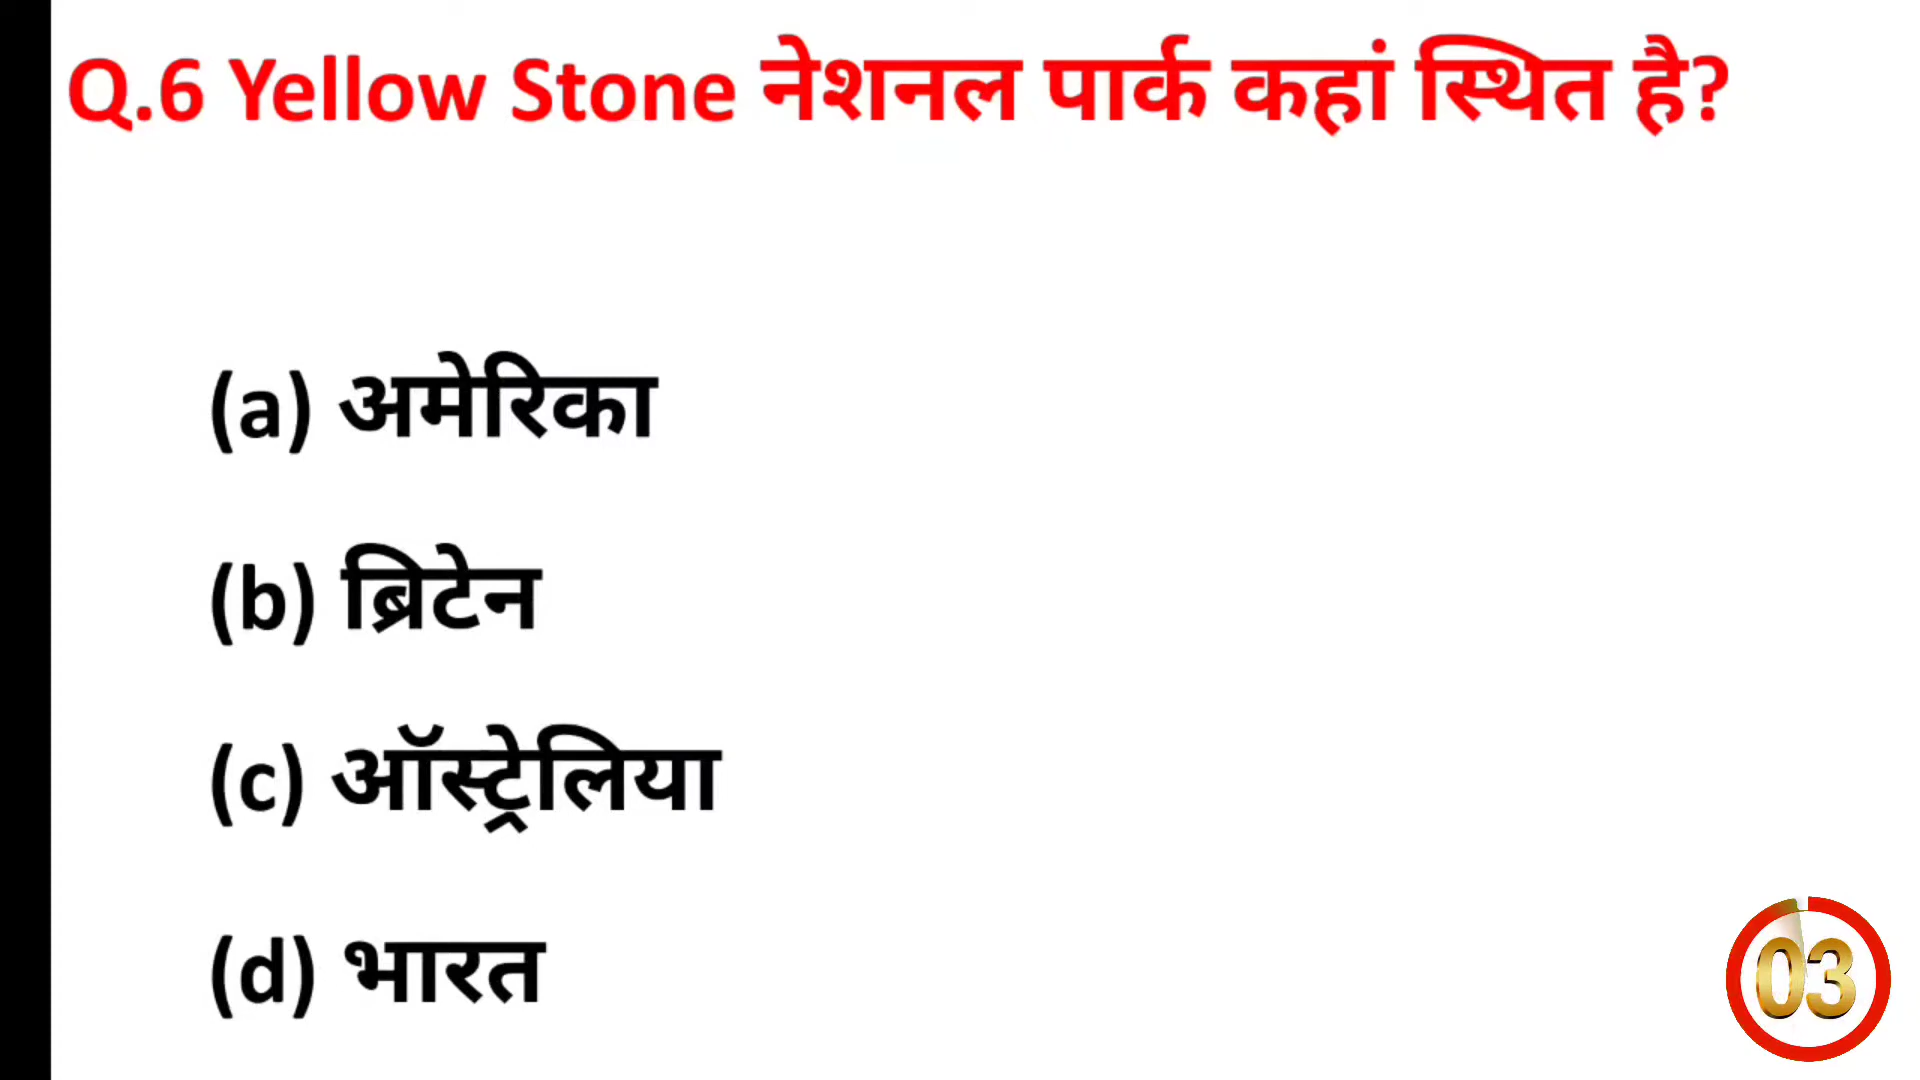 Q.6 Yellow Stone नेशनल पार्क कहां स्थित है?
(a) अमेरिका
(b) ब्रिटेन
(c) ऑस्ट्रेलिया
(d) भारत
03